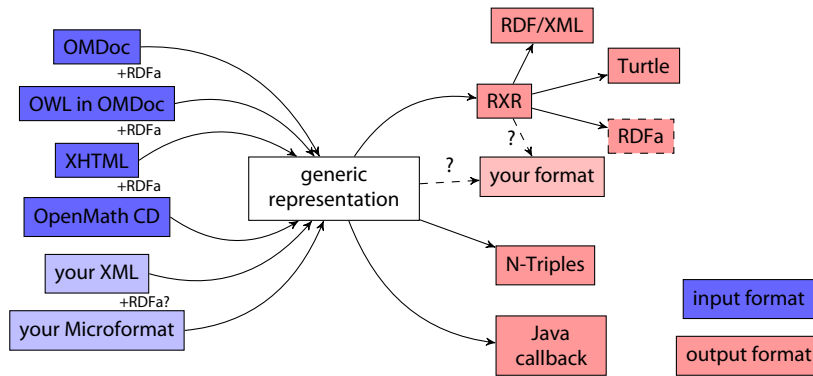 OMDoc
+RDFa
OWL in OMDoc
+RDFa
XHTML
+RDFa
OpenMath CD
your XML
+RDFa?
your Microformat
generic
representation
RDF/XML
Turtle
RXR
RDFa
?
?
your format
N-Triples
Java
callback
input format
output format